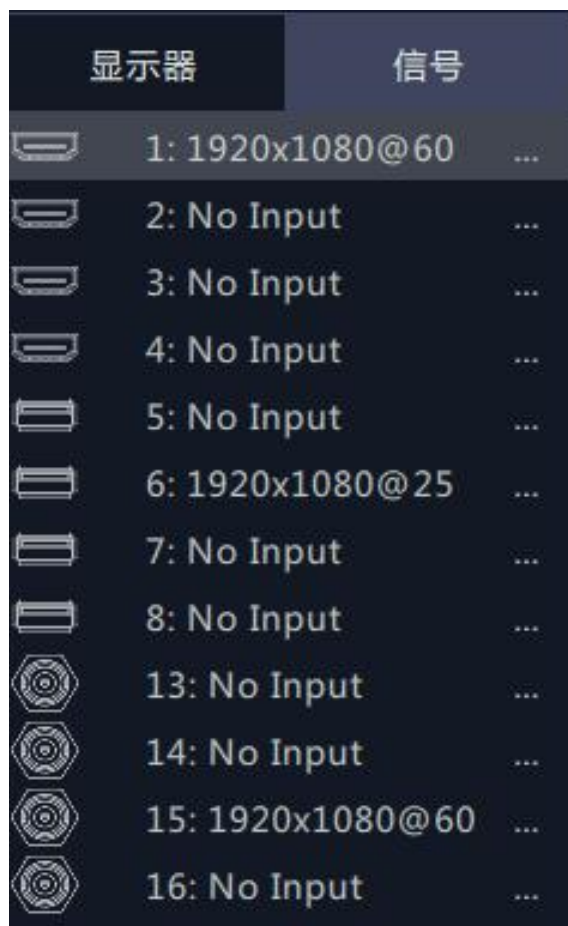 显示器 信号
1: 1920x1080@60 ...
2: No Input ...
3: No Input ...
4: No Input ...
5: No Input ...
6: 1920x1080@25 ...
7: No Input ...
8: No Input ...
13: No Input ...
14: No Input ...
15: 1920x1080@60 ...
16: No Input ...